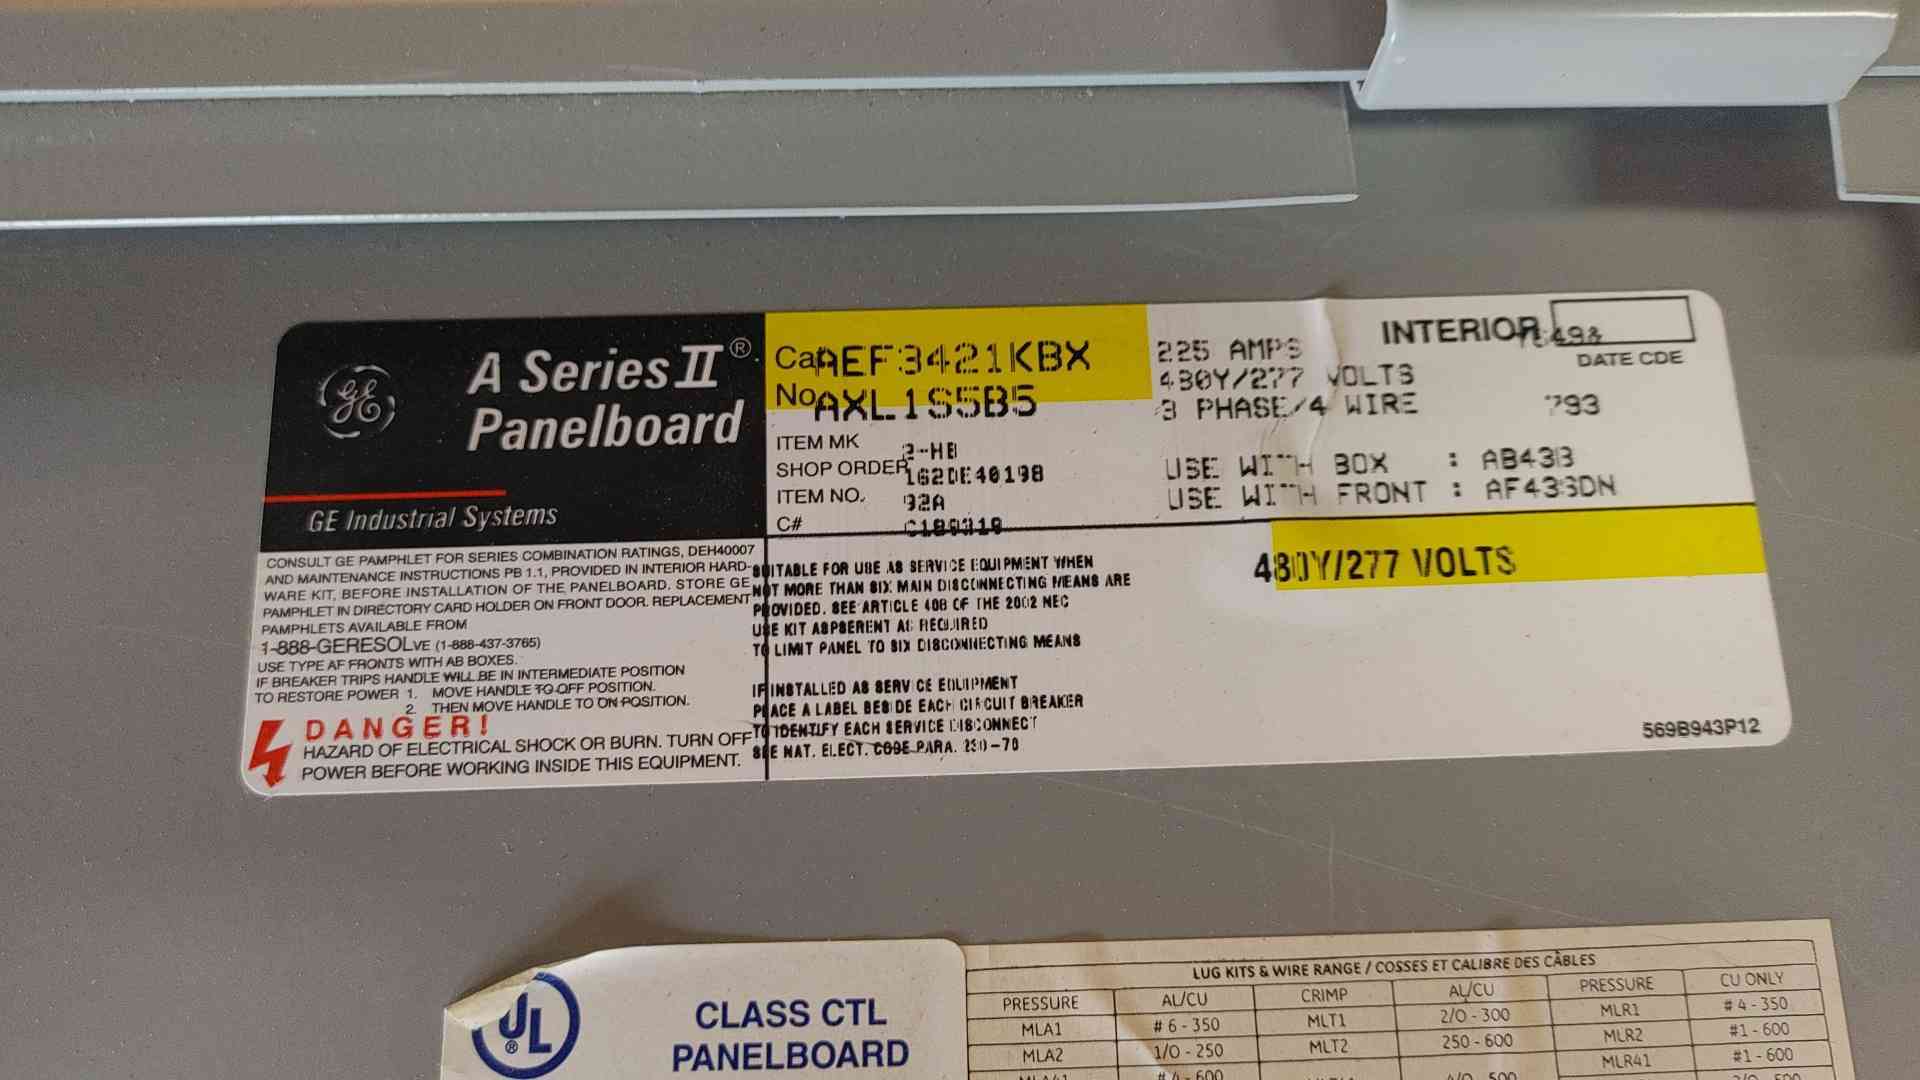 GE
A Series II®
Panelboard
GE Industrial Systems
Cat AEF3421KBX
No. AXL1S5B5
ITEM MK 2-HB
SHOP ORDER 162DE40198
ITEM NO. 92A
C#
225 AMPS
480Y/277 VOLTS
3 PHASE/4 WIRE
INTERIOR
DATE CDE
793
USE WITH BOX : AB43B
USE WITH FRONT : AF43SDN
480Y/277 VOLTS
CONSULT GE PAMPHLET FOR SERIES COMBINATION RATINGS, DEH40007
AND MAINTENANCE INSTRUCTIONS PB 1.1, PROVIDED IN INTERIOR HARD-
WARE KIT, BEFORE INSTALLATION OF THE PANELBOARD. STORE GE
PAMPHLET IN DIRECTORY CARD HOLDER ON FRONT DOOR. REPLACEMENT
PAMPHLETS AVAILABLE FROM
1-888-GERESOLVE (1-888-437-3765)
USE TYPE AF FRONTS WITH AB BOXES.
IF BREAKER TRIPS HANDLE WILL BE IN INTERMEDIATE POSITION
TO RESTORE POWER 1. MOVE HANDLE TO OFF POSITION.
2. THEN MOVE HANDLE TO ON POSITION.
DANGER!
HAZARD OF ELECTRICAL SHOCK OR BURN. TURN OFF
POWER BEFORE WORKING INSIDE THIS EQUIPMENT.
SUITABLE FOR USE AS SERVICE EQUIPMENT WHEN
NOT MORE THAN SIX MAIN DISCONNECTING MEANS ARE
PROVIDED. SEE ARTICLE 408 OF THE 2002 NEC
USE KIT ASPSERENT AS REQUIRED
TO LIMIT PANEL TO SIX DISCONNECTING MEANS
IF INSTALLED AS SERVICE EQUIPMENT
PLACE A LABEL BESIDE EACH CIRCUIT BREAKER
TO IDENTIFY EACH SERVICE DISCONNECT
SEE NAT. ELECT. CODE PARA. 230-70
569B943P12
UL®
CLASS CTL
PANELBOARD
LUG KITS & WIRE RANGE / COSSES ET CALIBRE DES CÂBLES
PRESSURE AL/CU CRIMP AL/CU PRESSURE CU ONLY
MLA1 # 6 - 350 MLT1 2/0 - 300 MLR1 # 4 - 350
MLA2 1/0 - 250 MLT2 250 - 600 MLR2 #1 - 600
MLA41 # 4 - 600 4/0 - 500 MLR41 #1 - 600